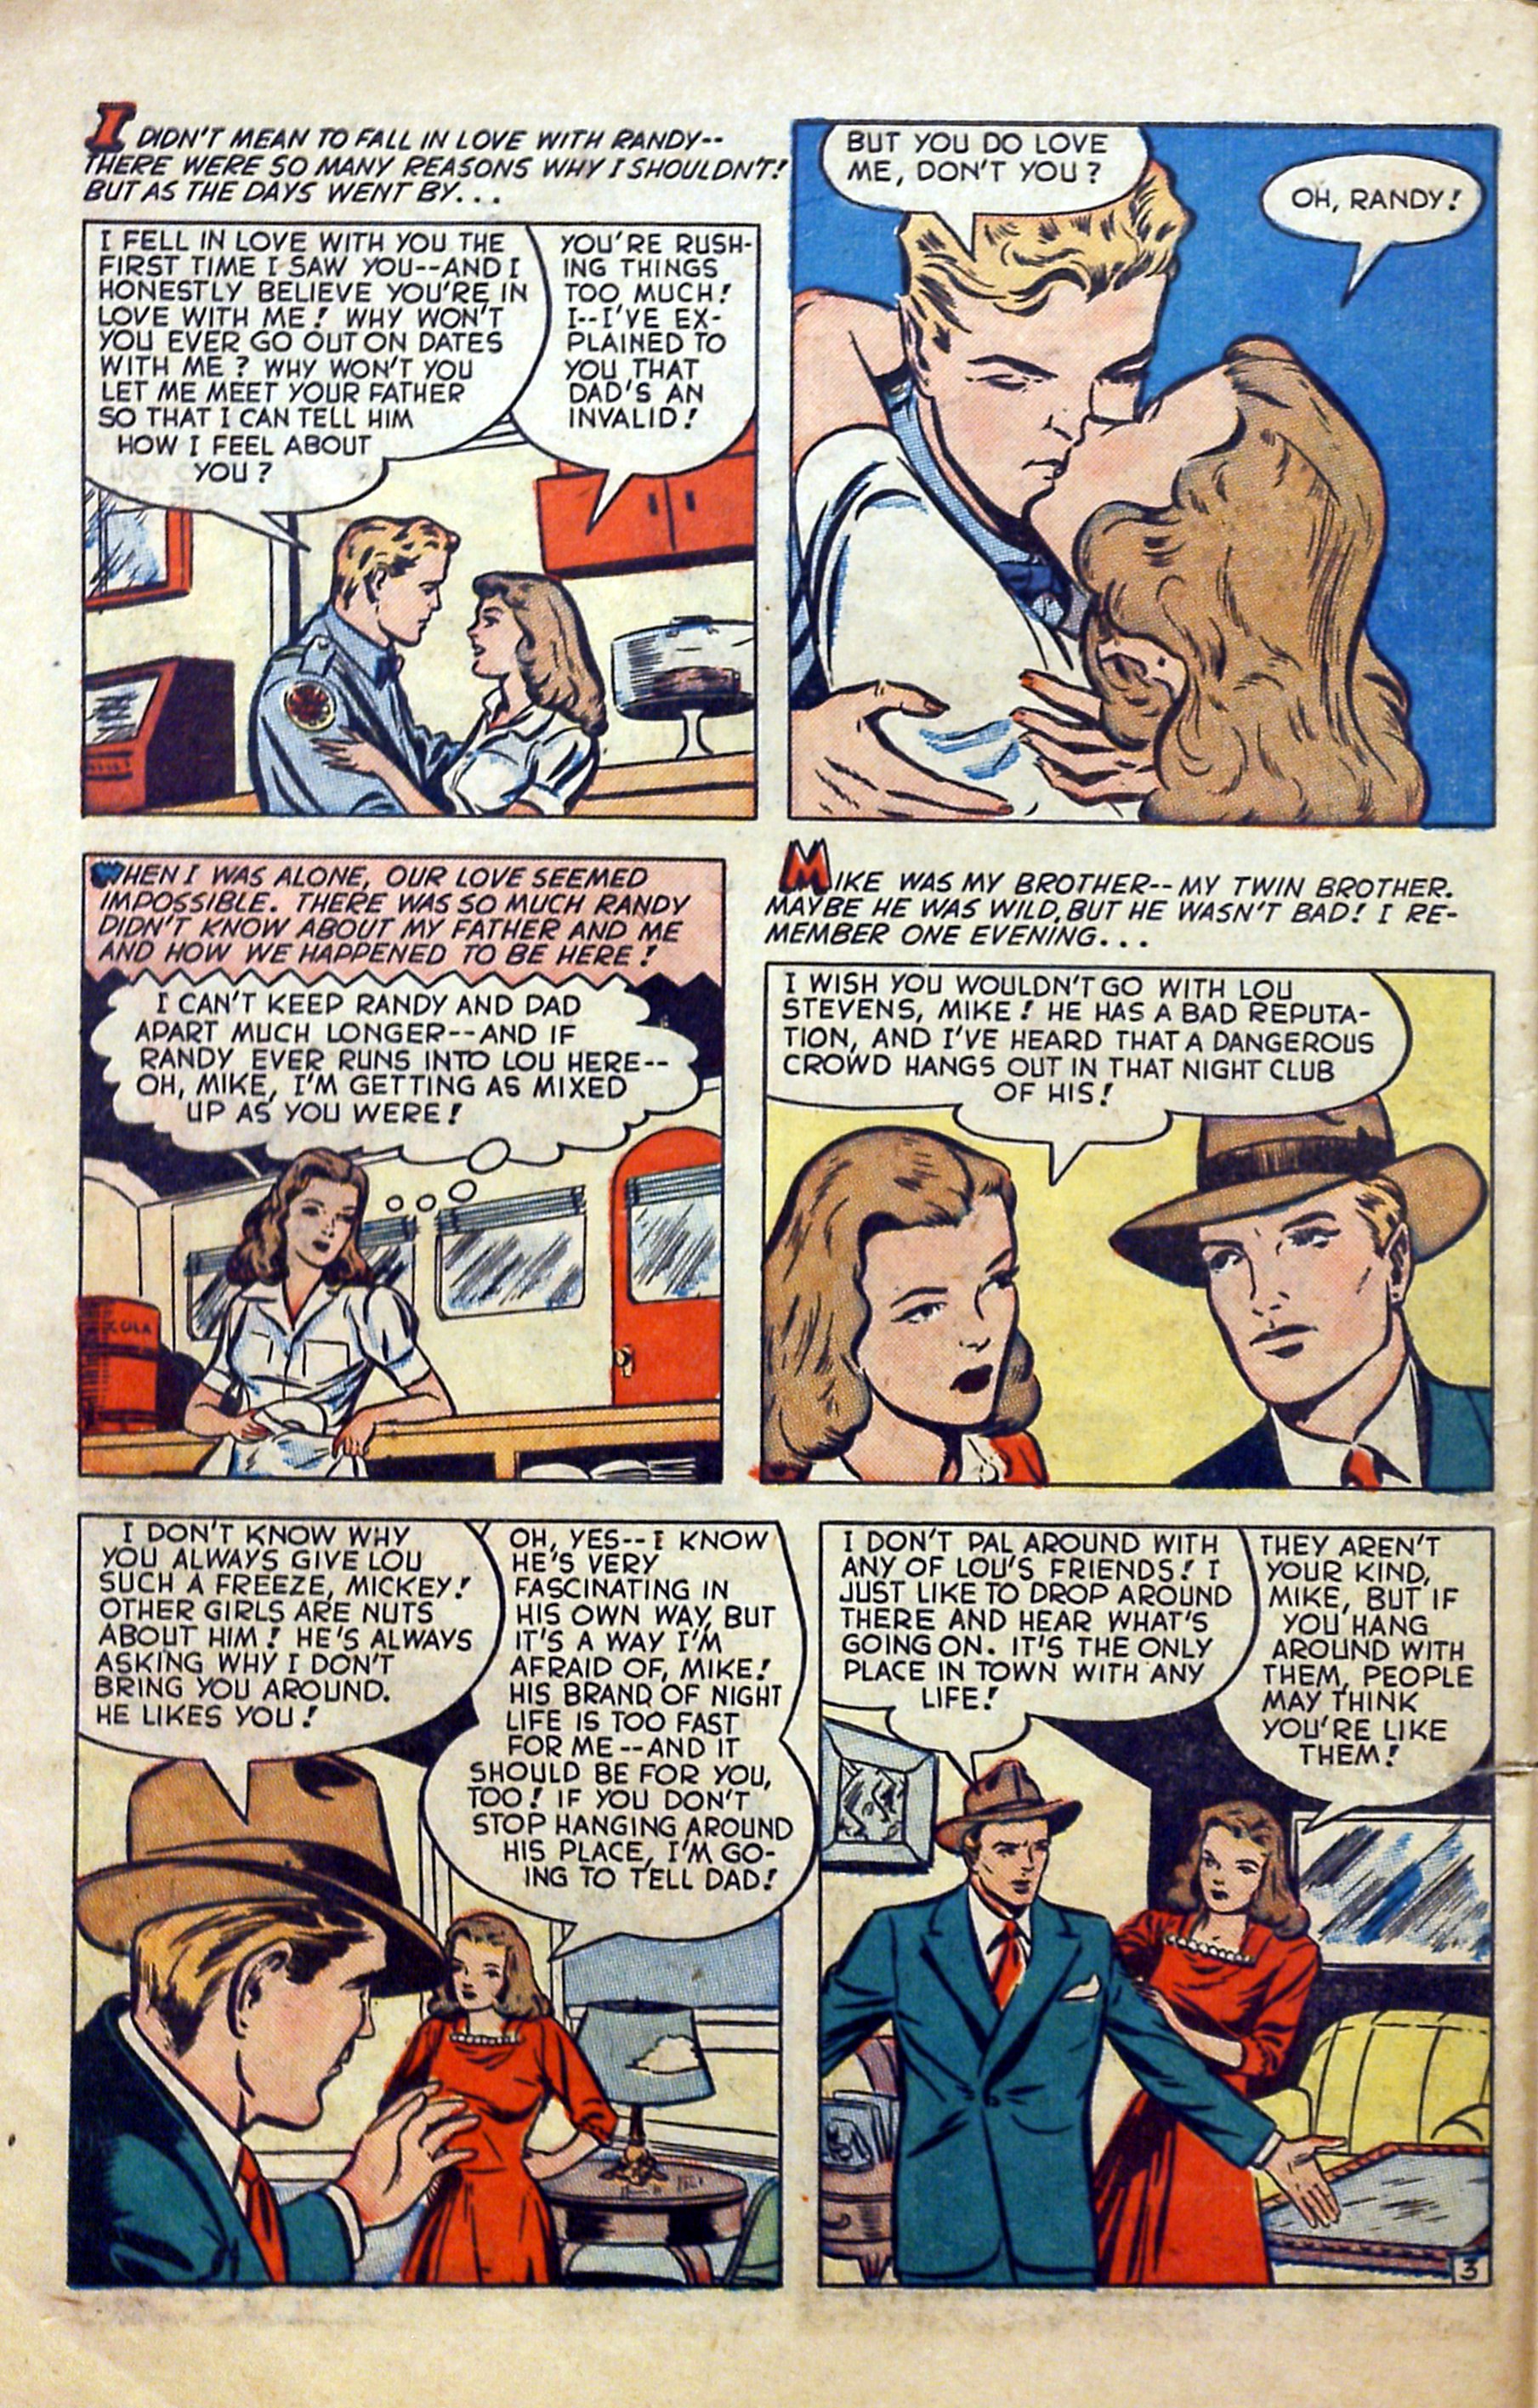 I DIDN'T MEAN TO FALL IN LOVE WITH RANDY--
THERE WERE SO MANY REASONS WHY I SHOULDN'T!
BUT AS THE DAYS WENT BY...
I FELL IN LOVE WITH YOU THE
FIRST TIME I SAW YOU--AND I
HONESTLY BELIEVE YOU'RE IN
LOVE WITH ME! WHY WON'T
YOU EVER GO OUT ON DATES
WITH ME? WHY WON'T YOU
LET ME MEET YOUR FATHER
SO THAT I CAN TELL HIM
HOW I FEEL ABOUT
YOU?
YOU'RE RUSH-
ING THINGS
TOO MUCH!
I--I'VE EX-
PLAINED TO
YOU THAT
DAD'S AN
INVALID!
BUT YOU DO LOVE
ME, DON'T YOU?
OH, RANDY!
WHEN I WAS ALONE, OUR LOVE SEEMED
IMPOSSIBLE. THERE WAS SO MUCH RANDY
DIDN'T KNOW ABOUT MY FATHER AND ME
AND HOW WE HAPPENED TO BE HERE!
I CAN'T KEEP RANDY AND DAD
APART MUCH LONGER--AND IF
RANDY EVER RUNS INTO LOU HERE--
OH, MIKE, I'M GETTING AS MIXED
UP AS YOU WERE!
COLA
MIKE WAS MY BROTHER--MY TWIN BROTHER.
MAYBE HE WAS WILD, BUT HE WASN'T BAD! I RE-
MEMBER ONE EVENING...
I WISH YOU WOULDN'T GO WITH LOU
STEVENS, MIKE! HE HAS A BAD REPUTA-
TION, AND I'VE HEARD THAT A DANGEROUS
CROWD HANGS OUT IN THAT NIGHT CLUB
OF HIS!
I DON'T KNOW WHY
YOU ALWAYS GIVE LOU
SUCH A FREEZE, MICKEY!
OTHER GIRLS ARE NUTS
ABOUT HIM! HE'S ALWAYS
ASKING WHY I DON'T
BRING YOU AROUND.
HE LIKES YOU!
OH, YES--I KNOW
HE'S VERY
FASCINATING IN
HIS OWN WAY, BUT
IT'S A WAY I'M
AFRAID OF, MIKE!
HIS BRAND OF NIGHT
LIFE IS TOO FAST
FOR ME--AND IT
SHOULD BE FOR YOU,
TOO! IF YOU DON'T
STOP HANGING AROUND
HIS PLACE, I'M GO-
ING TO TELL DAD!
I DON'T PAL AROUND WITH
ANY OF LOU'S FRIENDS! I
JUST LIKE TO DROP AROUND
THERE AND HEAR WHAT'S
GOING ON. IT'S THE ONLY
PLACE IN TOWN WITH ANY
LIFE!
THEY AREN'T
YOUR KIND,
MIKE, BUT IF
YOU HANG
AROUND WITH
THEM, PEOPLE
MAY THINK
YOU'RE LIKE
THEM!
3